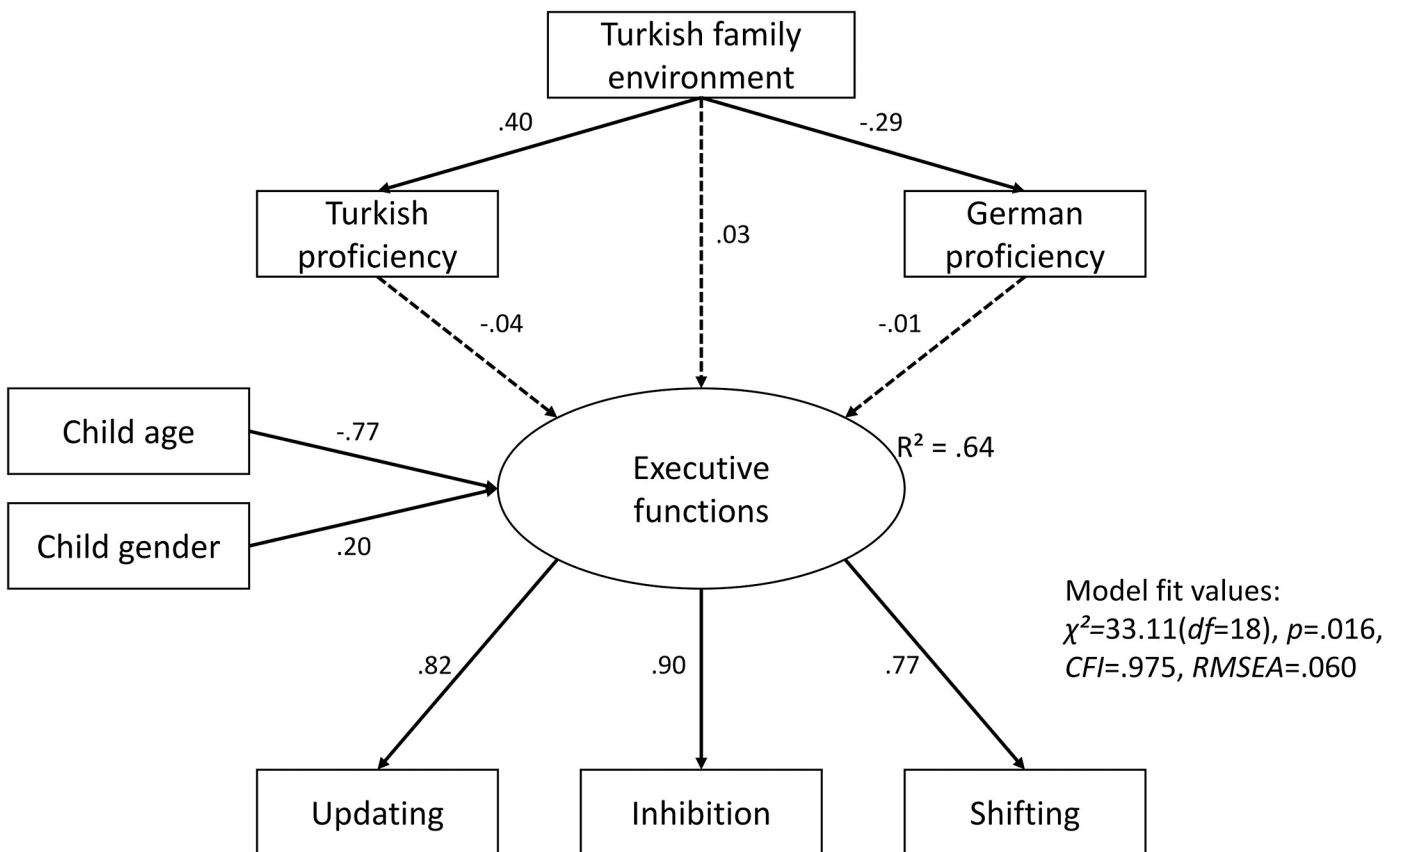 Turkish family
environment
.40
-.29
Turkish
proficiency
German
proficiency
.03
-.04
-.01
Child age
-.77
Executive
functions
R² = .64
Child gender
.20
Model fit values:
χ²=33.11(df=18), p=.016,
CFI=.975, RMSEA=.060
.82
.90
.77
Updating
Inhibition
Shifting